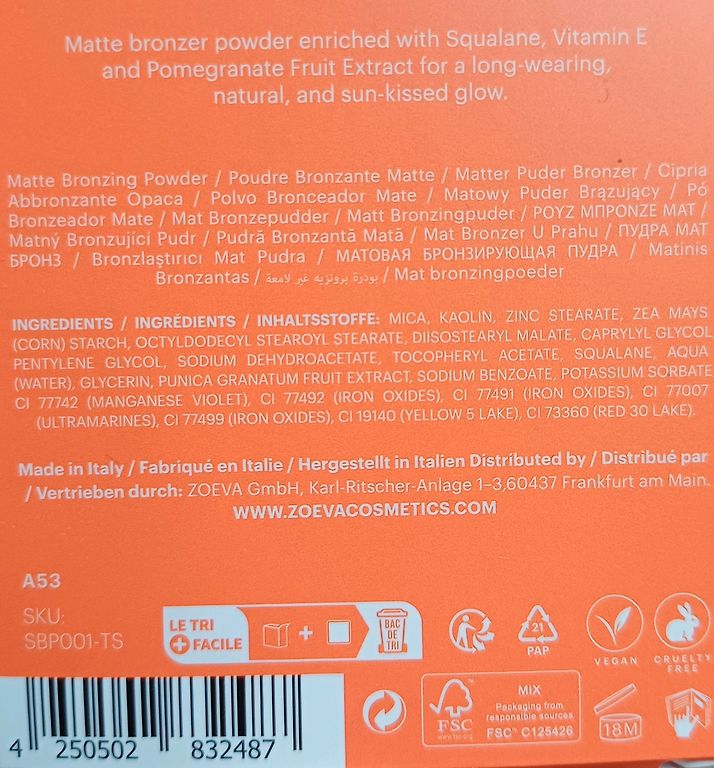 Matte bronzer powder enriched with Squalane, Vitamin E
and Pomegranate Fruit Extract for a long-wearing,
natural, and sun-kissed glow.
Matte Bronzing Powder / Poudre Bronzante Matte / Matter Puder Bronzer / Cipria
Abbronzante Opaca / Polvo Bronceador Mate / Matowy Puder Brązujący / Pó
Bronzeador Mate / Mat Bronzepudder / Matt Bronzingpuder / ΡΟΥΖ ΜΠΡΟΝΖΕ ΜΑΤ /
Matný Bronzujíci Pudr / Pudră Bronzantă Mată / Mat Bronzer U Prahu / ПУДРА МАТ
БРОНЗ / Bronzlaştırıcı Mat Pudra / МАТОВАЯ БРОНЗИРУЮЩАЯ ПУДРА / Matinis
Bronzantas / بودرة برونزيه غير لامعة / Mat bronzingpoeder
INGREDIENTS / INGRÉDIENTS / INHALTSSTOFFE: MICA, KAOLIN, ZINC STEARATE, ZEA MAYS
(CORN) STARCH, OCTYLDODECYL STEAROYL STEARATE, DIISOSTEARYL MALATE, CAPRYLYL GLYCOL
PENTYLENE GLYCOL, SODIUM DEHYDROACETATE, TOCOPHERYL ACETATE, SQUALANE, AQUA
(WATER), GLYCERIN, PUNICA GRANATUM FRUIT EXTRACT, SODIUM BENZOATE, POTASSIUM SORBATE
CI 77742 (MANGANESE VIOLET), CI 77492 (IRON OXIDES), CI 77491 (IRON OXIDES), CI 77007
(ULTRAMARINES), CI 77499 (IRON OXIDES), CI 19140 (YELLOW 5 LAKE), CI 73360 (RED 30 LAKE).
Made in Italy / Fabriqué en Italie / Hergestellt in Italien Distributed by / Distribué par
/ Vertrieben durch: ZOEVA GmbH, Karl-Ritscher-Anlage 1–3,60437 Frankfurt am Main.
WWW.ZOEVACOSMETICS.COM
A53
SKU:
SBP001-TS
LE TRI
+ FACILE
+
BAC
DE
TRI
21
PAP
VEGAN
CRUELTY
FREE
4 250502 832487
FSC
www.fsc.org
MIX
Packaging from
responsible sources
FSC™ C125426
18M